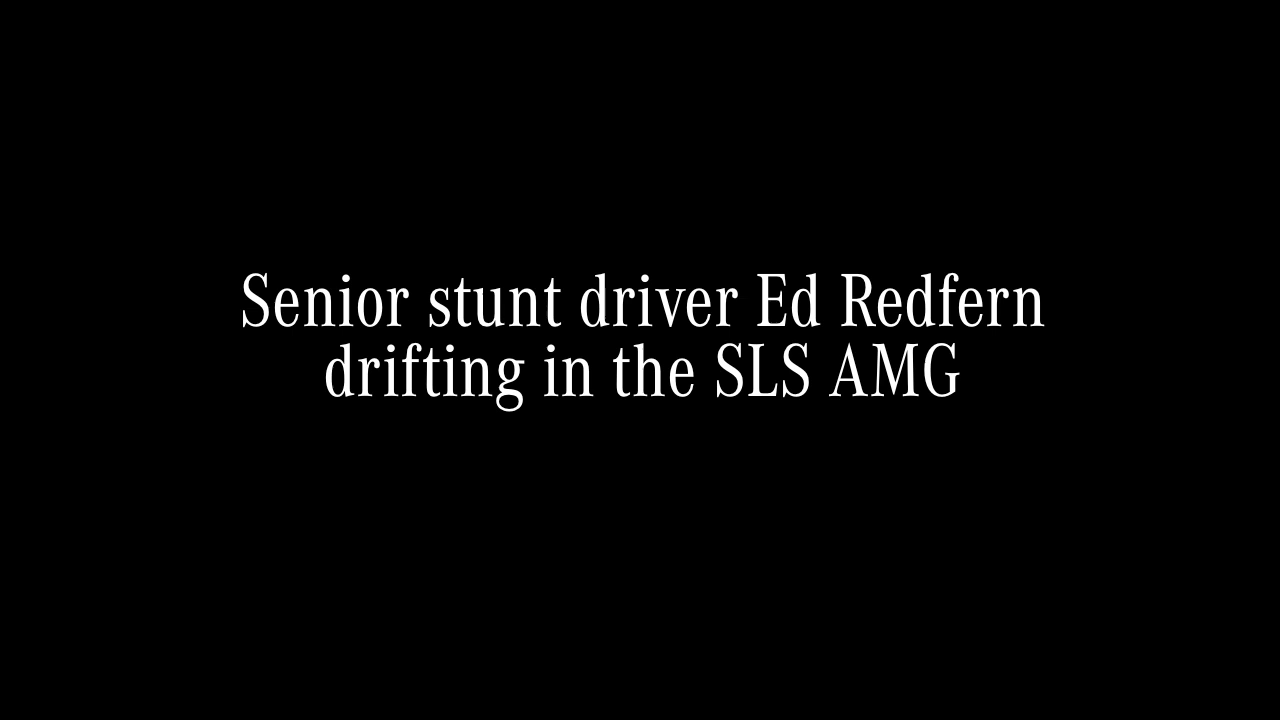 Senior stunt driver Ed Redfern
drifting in the SLS AMG